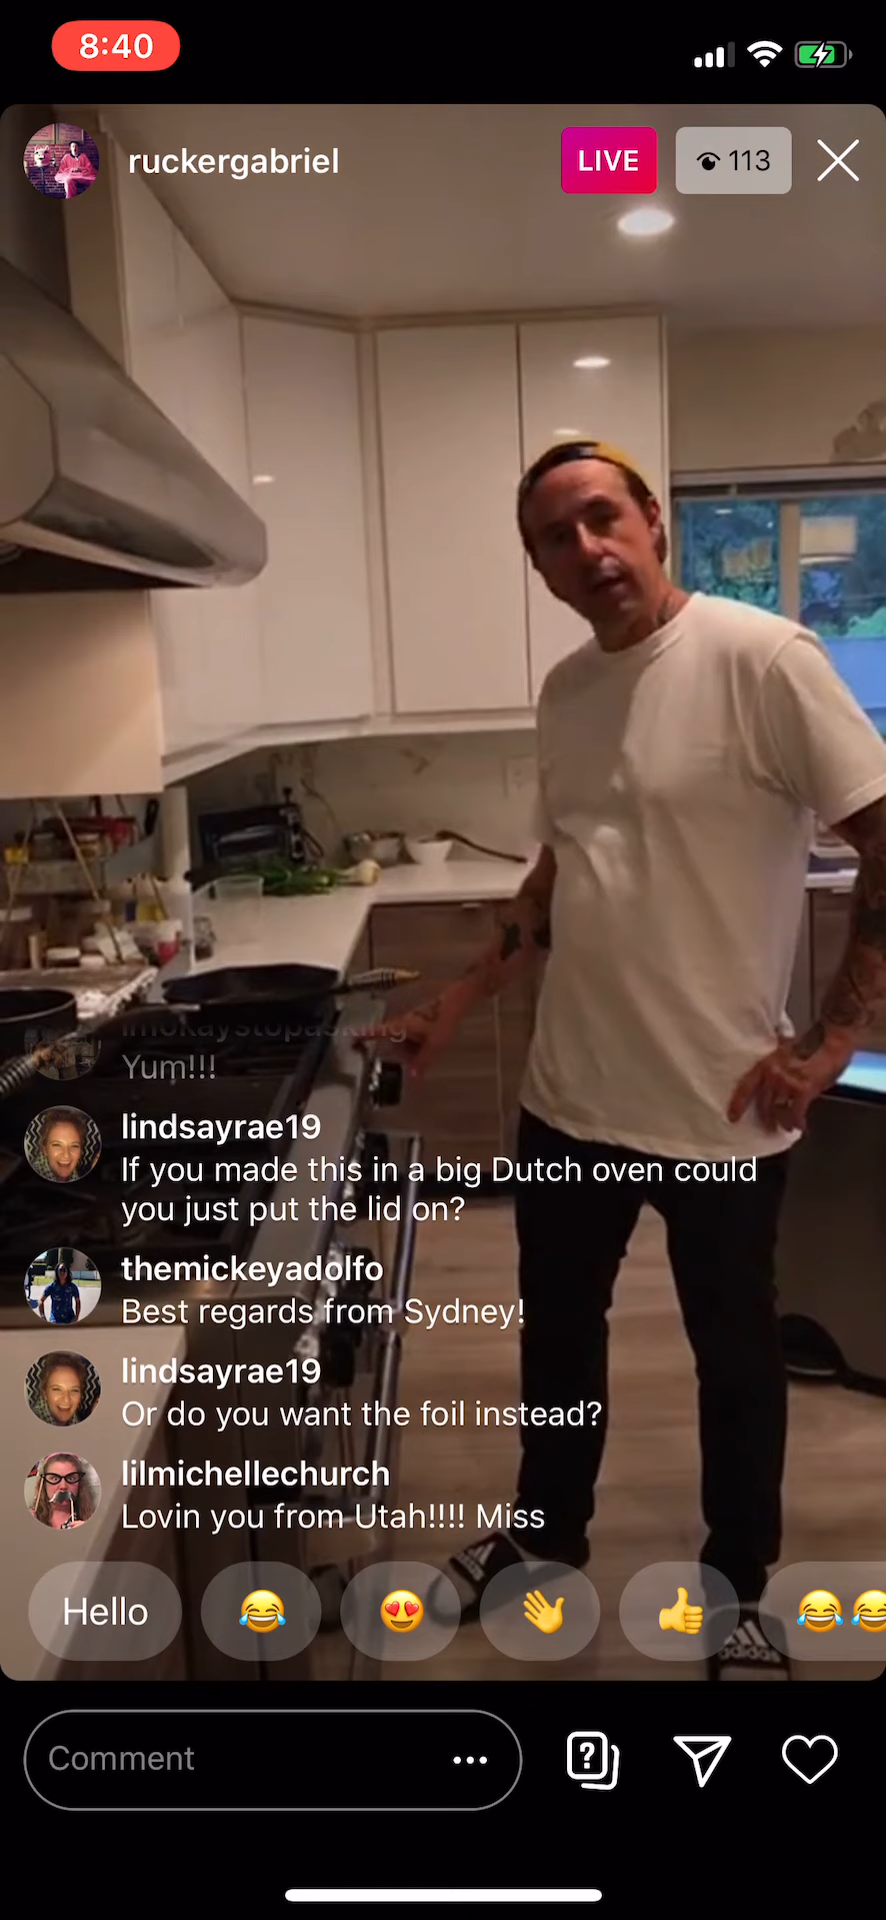 8:40
ruckergabriel
LIVE
113
imokaystopasking
Yum!!!
lindsayrae19
If you made this in a big Dutch oven could
you just put the lid on?
themickeyadolfo
Best regards from Sydney!
lindsayrae19
Or do you want the foil instead?
lilmichellechurch
Lovin you from Utah!!!! Miss
Hello 😂 😍 👋 👍 😂😂
adidas
Comment